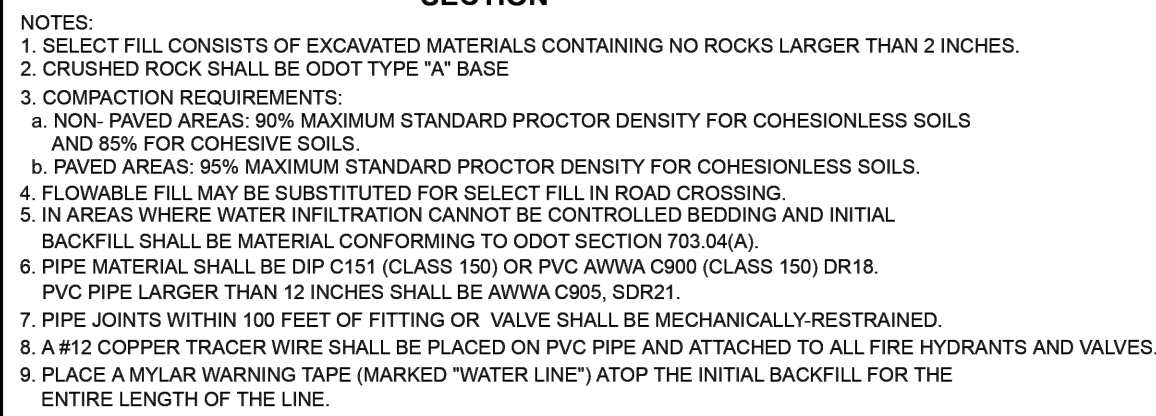 SECTION
NOTES:
1. SELECT FILL CONSISTS OF EXCAVATED MATERIALS CONTAINING NO ROCKS LARGER THAN 2 INCHES.
2. CRUSHED ROCK SHALL BE ODOT TYPE "A" BASE
3. COMPACTION REQUIREMENTS:
a. NON- PAVED AREAS: 90% MAXIMUM STANDARD PROCTOR DENSITY FOR COHESIONLESS SOILS
AND 85% FOR COHESIVE SOILS.
b. PAVED AREAS: 95% MAXIMUM STANDARD PROCTOR DENSITY FOR COHESIONLESS SOILS.
4. FLOWABLE FILL MAY BE SUBSTITUTED FOR SELECT FILL IN ROAD CROSSING.
5. IN AREAS WHERE WATER INFILTRATION CANNOT BE CONTROLLED BEDDING AND INITIAL
BACKFILL SHALL BE MATERIAL CONFORMING TO ODOT SECTION 703.04(A).
6. PIPE MATERIAL SHALL BE DIP C151 (CLASS 150) OR PVC AWWA C900 (CLASS 150) DR18.
PVC PIPE LARGER THAN 12 INCHES SHALL BE AWWA C905, SDR21.
7. PIPE JOINTS WITHIN 100 FEET OF FITTING OR VALVE SHALL BE MECHANICALLY-RESTRAINED.
8. A #12 COPPER TRACER WIRE SHALL BE PLACED ON PVC PIPE AND ATTACHED TO ALL FIRE HYDRANTS AND VALVES.
9. PLACE A MYLAR WARNING TAPE (MARKED "WATER LINE") ATOP THE INITIAL BACKFILL FOR THE
ENTIRE LENGTH OF THE LINE.